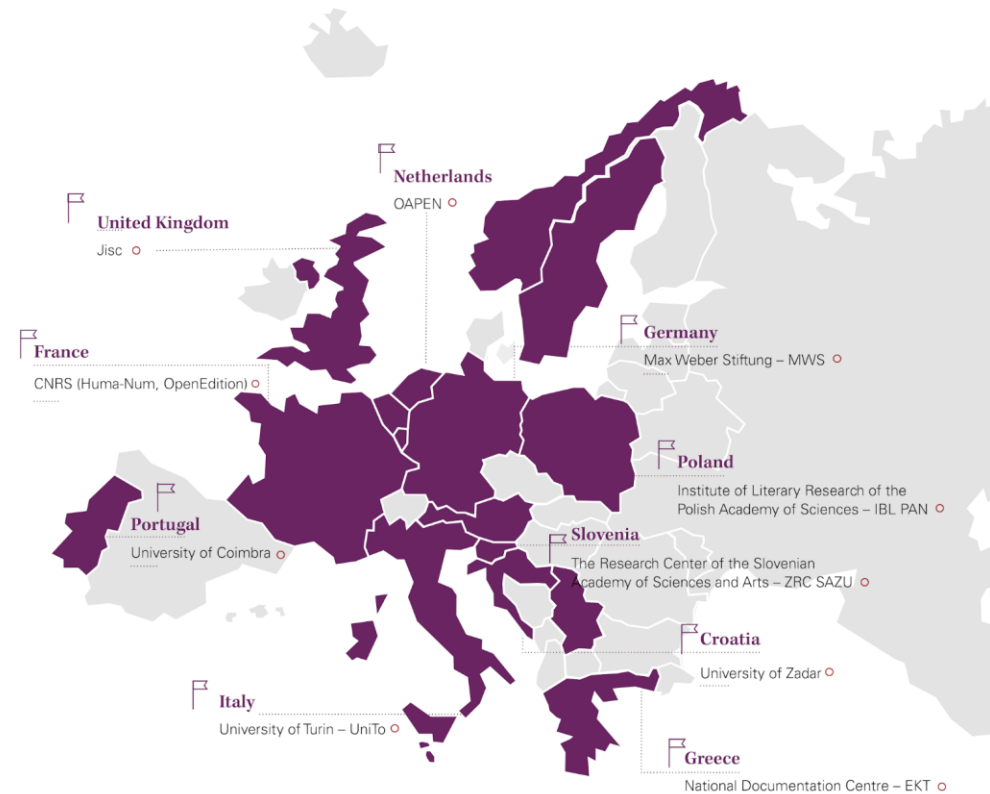 Netherlands
OAPEN
United Kingdom
Jisc
Germany
Max Weber Stiftung – MWS
France
CNRS (Huma-Num, OpenEdition)
Poland
Institute of Literary Research of the
Polish Academy of Sciences – IBL PAN
Portugal
University of Coimbra
Slovenia
The Research Center of the Slovenian
Academy of Sciences and Arts – ZRC SAZU
Croatia
University of Zadar
Italy
University of Turin – UniTo
Greece
National Documentation Centre – EKT